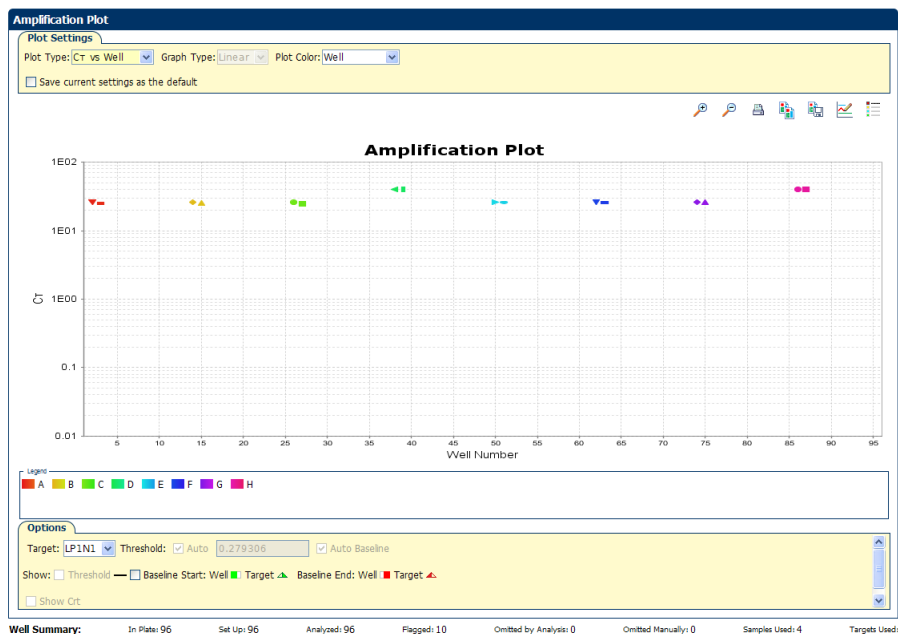 Amplification Plot
Plot Settings
Plot Type: CT vs Well Graph Type: Linear Plot Color: Well
Save current settings as the default
Amplification Plot
1E02
1E01
1E00
0.1
0.01
CT
5 10 15 20 25 30 35 40 45 50 55 60 65 70 75 80 85 90 95
Well Number
Legend
A B C D E F G H
Options
Target: LP1N1 Threshold: Auto 0.279306 Auto Baseline
Show: Threshold Baseline Start: Well Target Baseline End: Well Target
Show Crt
Well Summary: In Plate: 96 Set Up: 96 Analyzed: 96 Flagged: 10 Omitted by Analysis: 0 Omitted Manually: 0 Samples Used: 4 Targets Used: